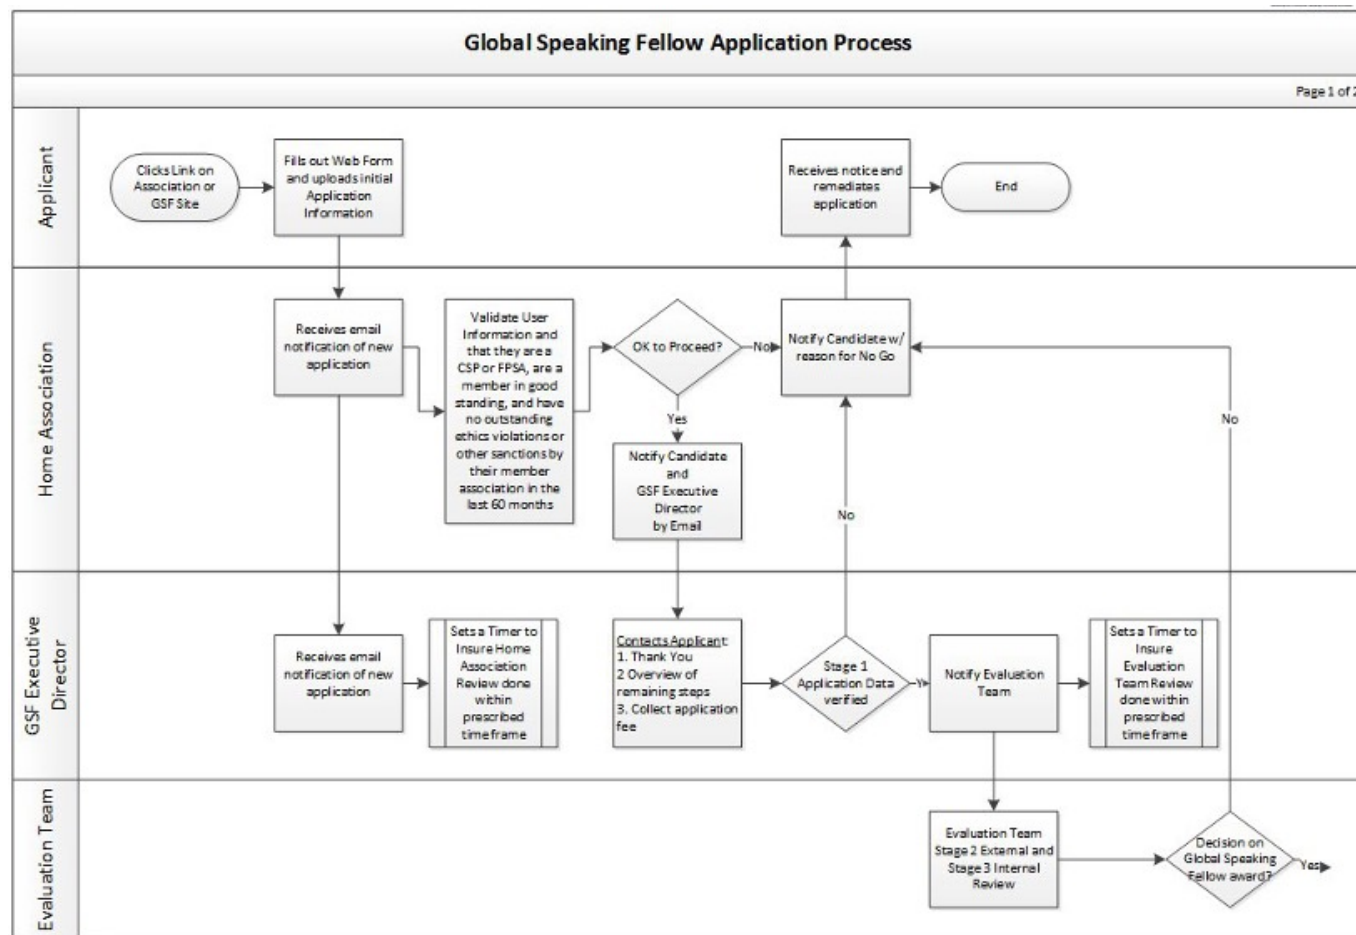 Global Speaking Fellow Application Process
Page 1 of 2
Applicant
Clicks Link on
Association or
GSF Site
Fills out Web Form
and uploads initial
Application
Information
Receives notice and
remediates
application
End
Home Association
Receives email
notification of new
application
Validate User
Information and
that they are a
CSP or FPSA, are a
member in good
standing, and have
no outstanding
ethics violations or
other sanctions by
their member
association in the
last 60 months
OK to Proceed?
No
Yes
Notify Candidate w/
reason for No Go
Notify Candidate
and
GSF Executive
Director
by Email
No
No
GSF Executive
Director
Receives email
notification of new
application
Sets a Timer to
Insure Home
Association
Review done
within
prescribed
timeframe
Contacts Applicant:
1. Thank You
2 Overview of
remaining steps
3. Collect application
fee
Stage 1
Application Data
verified
Y
Notify Evaluation
Team
Sets a Timer to
Insure
Evaluation
Team Review
done within
prescribed
timeframe
Evaluation Team
Evaluation Team
Stage 2 External and
Stage 3 Internal
Review
Decision on
Global Speaking
Fellow award?
Yes